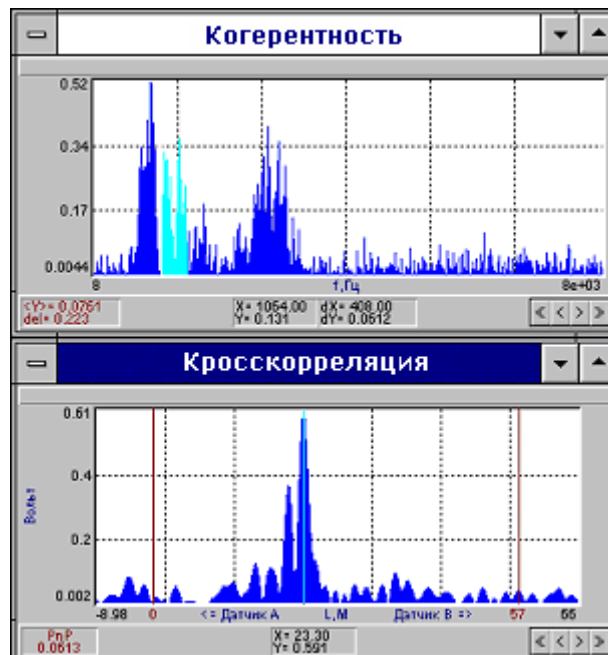 Когерентность
0.52
0.34
0.17
0.0044
8 f,Гц 8e+03
<Y>= 0,0761 X= 1054,00 dX= 408,00
del= 0.223 Y= 0.131 dY= 0.0612
Кросскорреляция
0.61
0.4
Вольт
0.2
0.002
-8.98 0 <= Датчик А L,М Датчик В => 57 66
РпР X= 23,30
0.0613 Y= 0.591